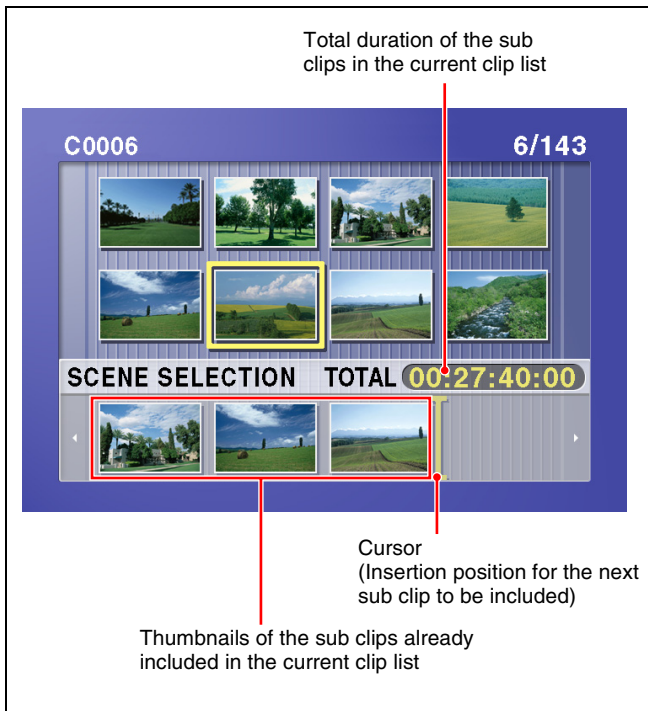 Total duration of the sub
clips in the current clip list
C0006 6/143
SCENE SELECTION TOTAL 00:27:40:00
Cursor
(Insertion position for the next
sub clip to be included)
Thumbnails of the sub clips already
included in the current clip list